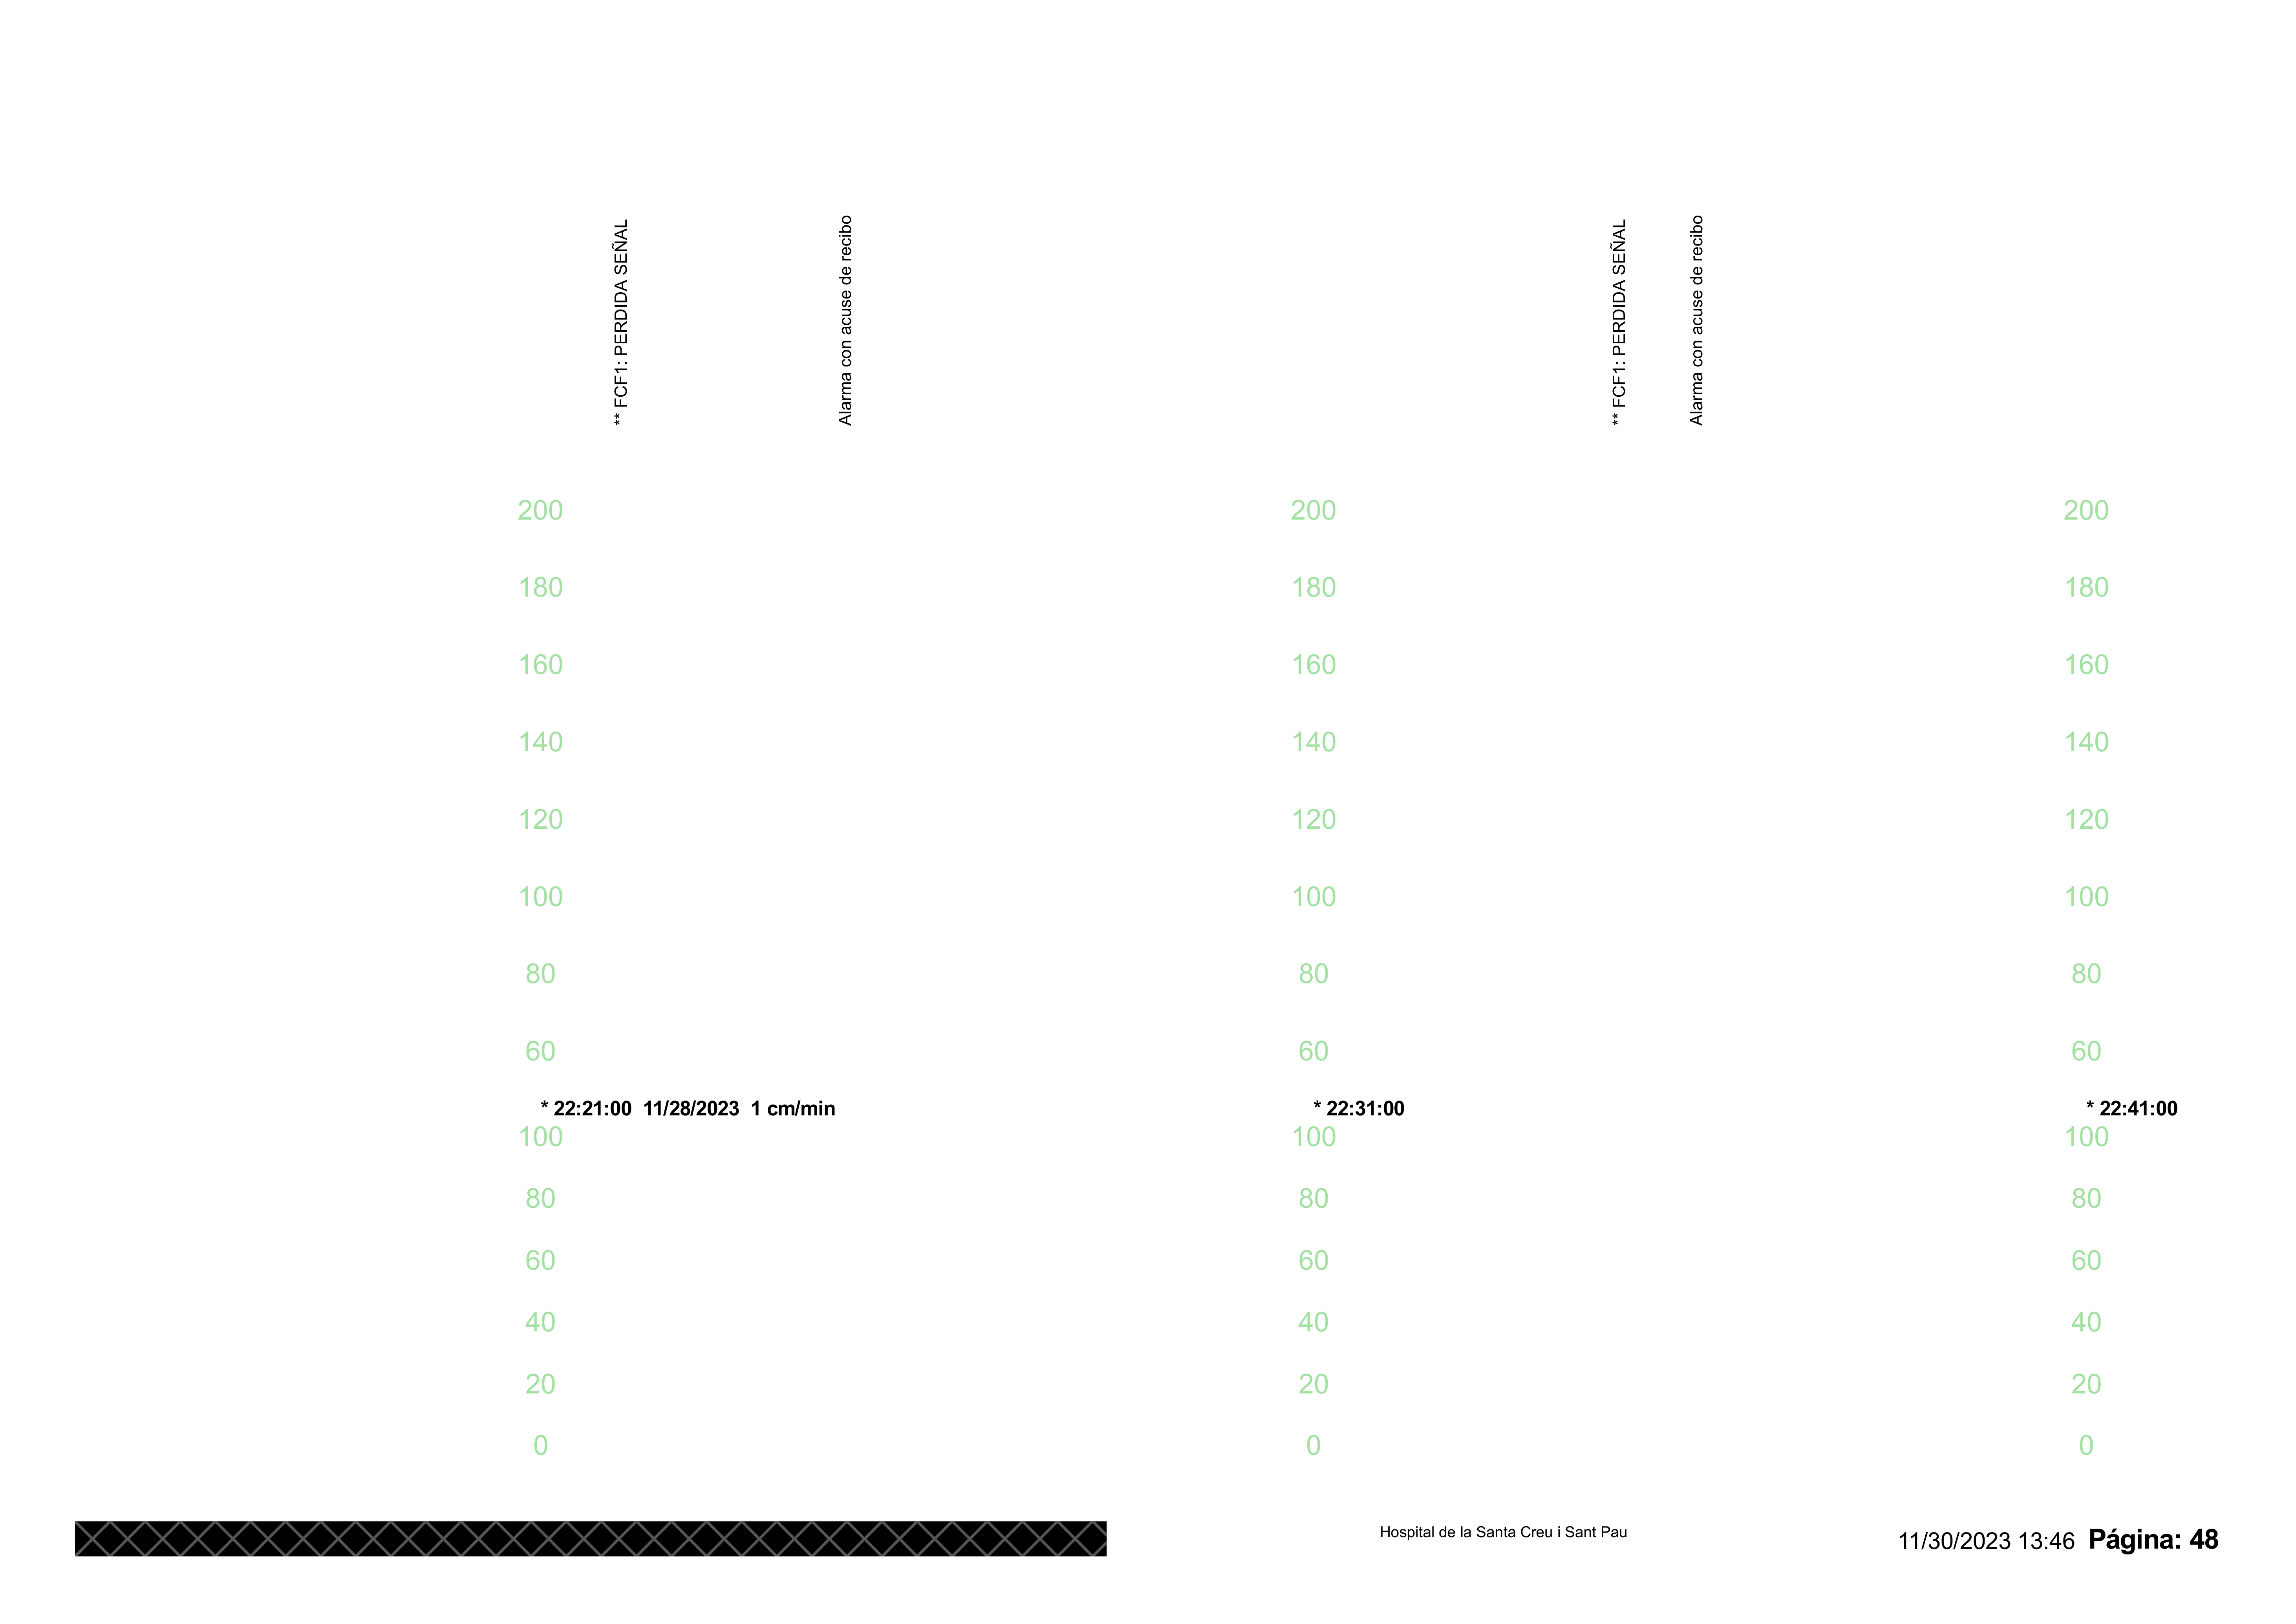 ** FCF1: PERDIDA SEÑAL
Alarma con acuse de recibo
** FCF1: PERDIDA SEÑAL
Alarma con acuse de recibo
200 200 200
180 180 180
160 160 160
140 140 140
120 120 120
100 100 100
80 80 80
60 60 60
* 22:21:00 11/28/2023 1 cm/min * 22:31:00 * 22:41:00
100 100 100
80 80 80
60 60 60
40 40 40
20 20 20
0 0 0
Hospital de la Santa Creu i Sant Pau
11/30/2023 13:46 Página: 48